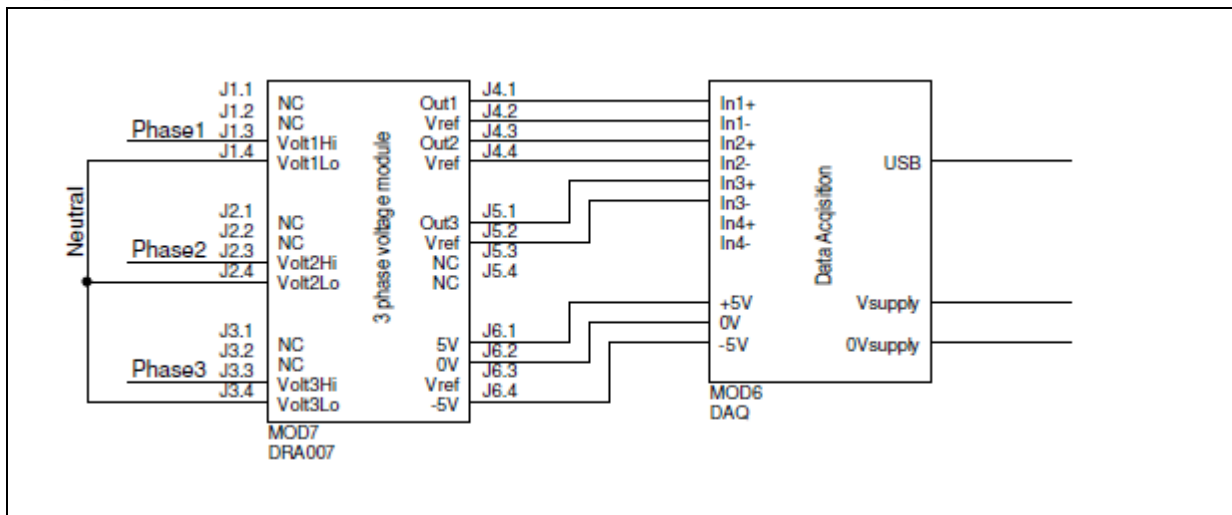 J1.1
J1.2
J1.3
J1.4
Phase1
NC
NC
Volt1Hi
Volt1Lo
Neutral
J2.1
J2.2
J2.3
J2.4
Phase2
NC
NC
Volt2Hi
Volt2Lo
J3.1
J3.2
J3.3
J3.4
Phase3
NC
NC
Volt3Hi
Volt3Lo
3 phase voltage module
Out1
Vref
Out2
Vref
Out3
Vref
NC
NC
5V
0V
Vref
-5V
MOD7
DRA007
J4.1
J4.2
J4.3
J4.4
J5.1
J5.2
J5.3
J5.4
J6.1
J6.2
J6.3
J6.4
In1+
In1-
In2+
In2-
In3+
In3-
In4+
In4-
+5V
0V
-5V
Data Acqisition
USB
Vsupply
0Vsupply
MOD6
DAQ